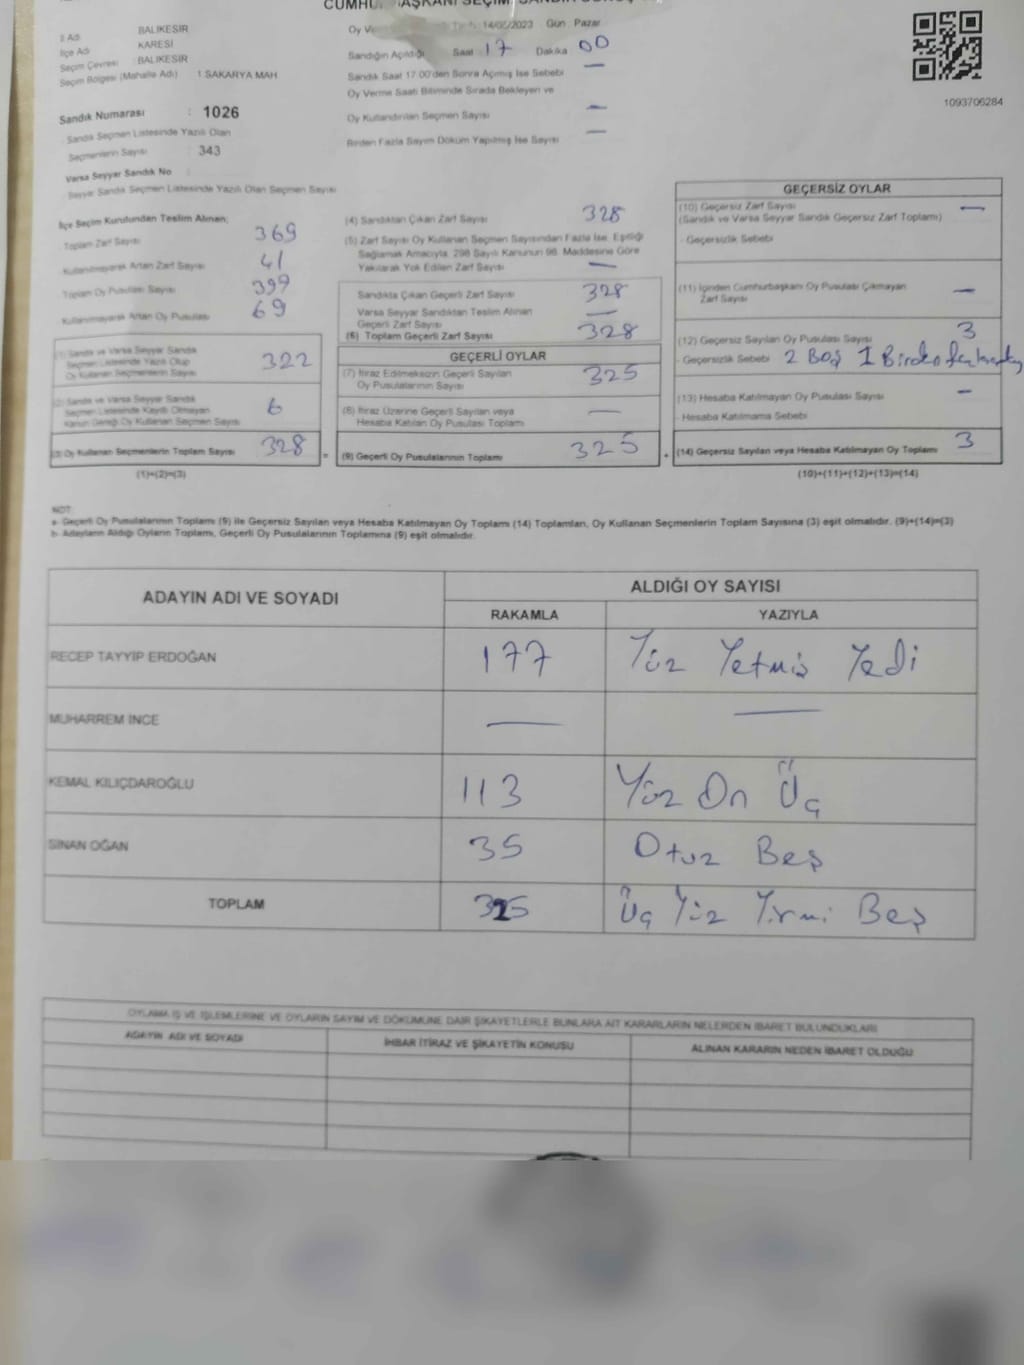 İl Adı BALIKESİR
İlçe Adı KARESİ
Seçim Çevresi : BALIKESİR
Seçim Bölgesi (Mahalle Adı) 1 SAKARYA MAH
Sandık Numarası : 1026
Sandık Seçmen Listesinde Yazılı Olan
Seçmenlerin Sayısı : 343
Varsa Seyyar Sandık No :
Seyyar Sandık Seçmen Listesinde Yazılı Olan Seçmen Sayısı
14/05/2023 Gün : Pazar
Sandığın Açıldığı Saat 17 Dakika 00
Sandık Saat 17.00'den Sonra Açımış İse Sebebi —
Oy Verme Saati Bitiminde Sırada Bekleyen ve
Oy Kullandırılan Seçmen Sayısı —
Birden Fazla Sayım Döküm Yapılmış İse Sayısı —
1093706284
İlçe Seçim Kurulundan Teslim Alınan;
Toplam Zarf Sayısı 369
Kullanılmayarak Artan Zarf Sayısı 41
Toplam Oy Pusulası Sayısı 399
Kullanılmayarak Artan Oy Pusulası 69
(1) Sandık ve Varsa Seyyar Sandık
Seçmen Listesinde Yazılı Olup
Oy Kullanan Seçmenlerin Sayısı 322
(2) Sandık ve Varsa Seyyar Sandık
Seçmen Listesinde Kayıtlı Olmayan
Kanun Gereği Oy Kullanan Seçmen Sayısı 6
(3) Oy Kullanan Seçmenlerin Toplam Sayısı 328 =
(1)+(2)=(3)
(4) Sandıktan Çıkan Zarf Sayısı 328
(5) Zarf Sayısı Oy Kullanan Seçmen Sayısından Fazla İse, Eşitliği
Sağlamak Amacıyla, 298 Sayılı Kanunun 98. Maddesine Göre
Yakılarak Yok Edilen Zarf Sayısı —
Sandıkta Çıkan Geçerli Zarf Sayısı 328
Varsa Seyyar Sandıktan Teslim Alınan
Geçerli Zarf Sayısı —
(6) Toplam Geçerli Zarf Sayısı 328
GEÇERLİ OYLAR
(7) İtiraz Edilmeksizin Geçerli Sayılan
Oy Pusulalarının Sayısı 325
(8) İtiraz Üzerine Geçerli Sayılan veya
Hesaba Katılan Oy Pusulası Toplamı —
(9) Geçerli Oy Pusulalarının Toplamı 325 +
GEÇERSİZ OYLAR
(10) Geçersiz Zarf Sayısı —
(Sandık ve Varsa Seyyar Sandık Geçersiz Zarf Toplamı)
- Geçersizlik Sebebi
(11) İçinden Cumhurbaşkanı Oy Pusulası Çıkmayan
Zarf Sayısı —
(12) Geçersiz Sayılan Oy Pusulası Sayısı 3
- Geçersizlik Sebebi 2 Boş 1 Birden
(13) Hesaba Katılmayan Oy Pusulası Sayısı —
- Hesaba Katılmama Sebebi
(14) Geçersiz Sayılan veya Hesaba Katılmayan Oy Toplamı 3
(10)+(11)+(12)+(13)=(14)
NOT:
a- Geçerli Oy Pusulalarının Toplamı (9) ile Geçersiz Sayılan veya Hesaba Katılmayan Oy Toplamı (14) Toplamları, Oy Kullanan Seçmenlerin Toplam Sayısına (3) eşit olmalıdır. (9)+(14)=(3)
b- Adayların Aldığı Oyların Toplamı, Geçerli Oy Pusulalarının Toplamına (9) eşit olmalıdır.
ADAYIN ADI VE SOYADI ALDIĞI OY SAYISI
RAKAMLA YAZIYLA
RECEP TAYYİP ERDOĞAN 177 Yüz Yetmiş Yedi
MUHARREM İNCE — —
KEMAL KILIÇDAROĞLU 113 Yüz On Üç
SİNAN OĞAN 35 Otuz Beş
TOPLAM 325 Üç Yüz Yirmi Beş
OYLAMA İŞ VE İŞLEMLERİNE VE OYLARIN SAYIM VE DÖKÜMÜNE DAİR ŞİKAYETLERLE BUNLARA AİT KARARLARIN NELERDEN İBARET BULUNDUKLARI
ADAYIN ADI VE SOYADI İHBAR İTİRAZ VE ŞİKAYETİN KONUSU ALINAN KARARIN NEDEN İBARET OLDUĞU